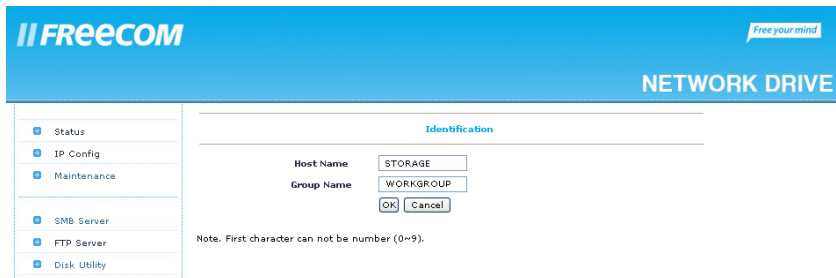 FREECOM
Free your mind
NETWORK DRIVE
Status
IP Config
Maintenance
SMB Server
FTP Server
Disk Utility
Identification
Host Name STORAGE
Group Name WORKGROUP
OK Cancel
Note. First character can not be number (0~9).